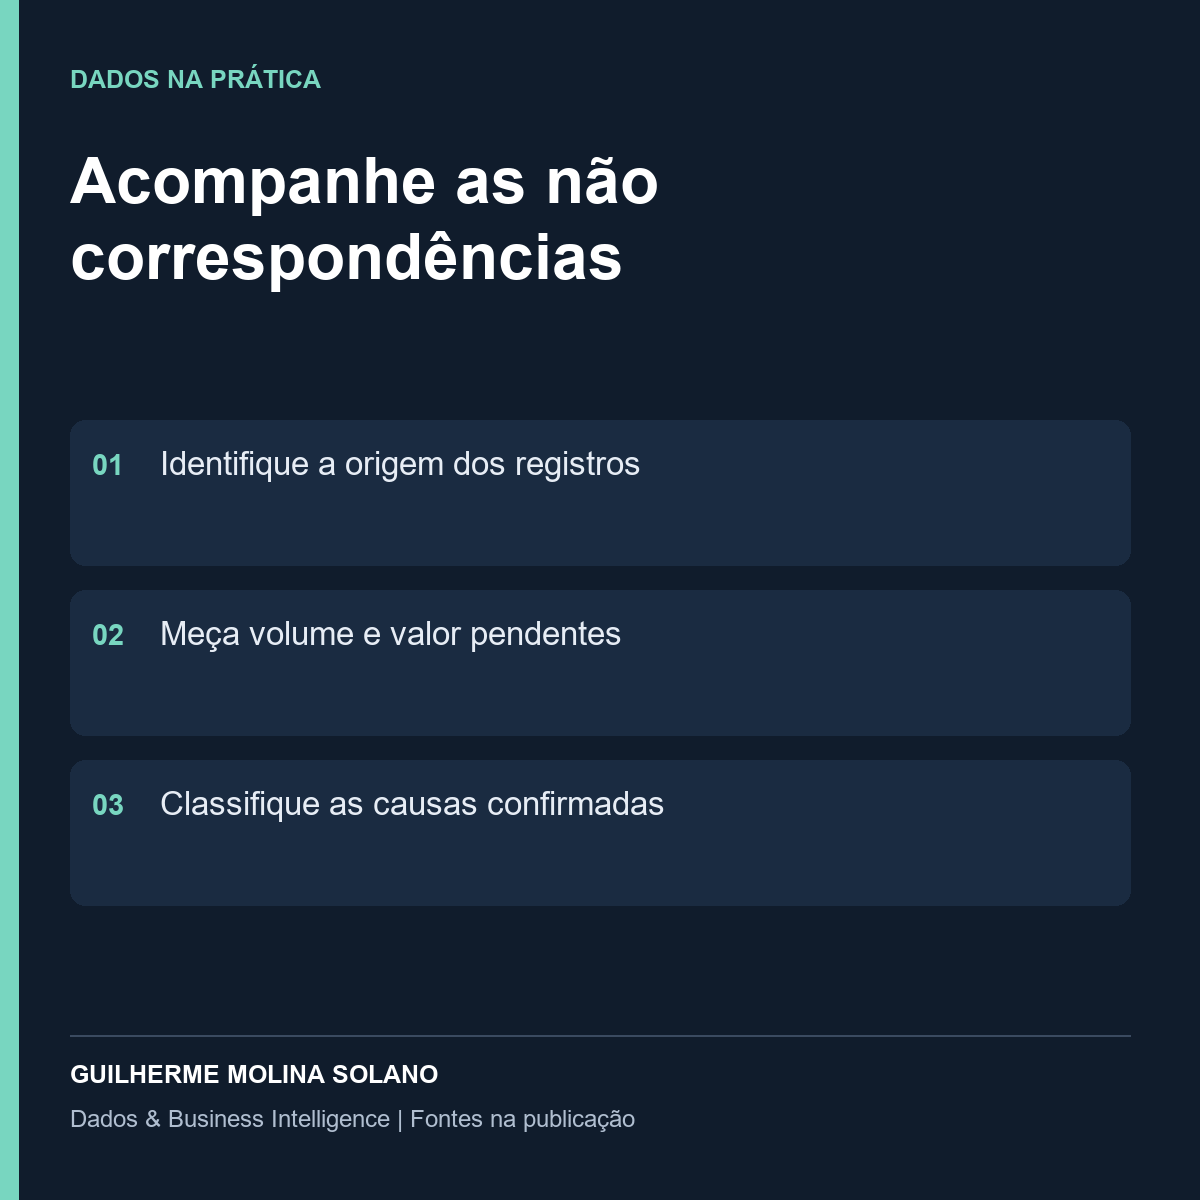 DADOS NA PRÁTICA
Acompanhe as não
correspondências
01 Identifique a origem dos registros
02 Meça volume e valor pendentes
03 Classifique as causas confirmadas
GUILHERME MOLINA SOLANO
Dados & Business Intelligence | Fontes na publicação